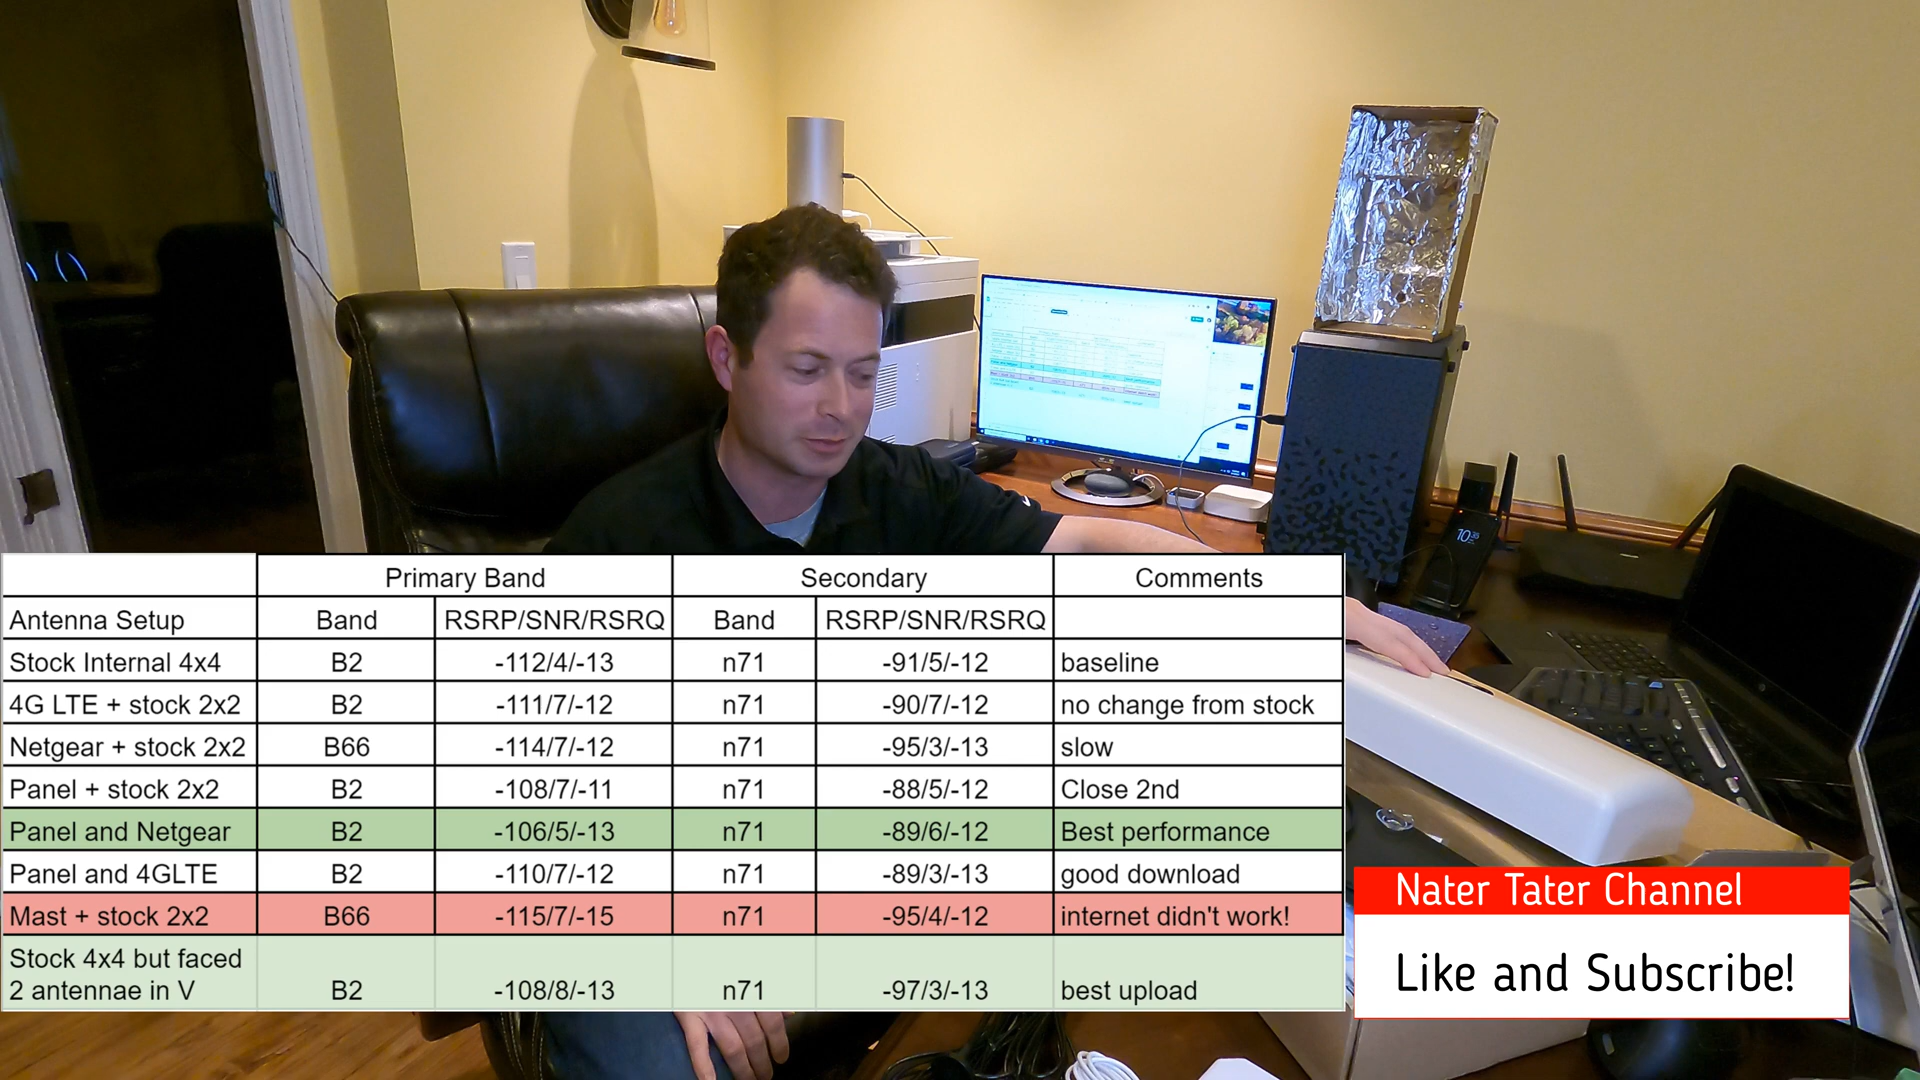 Primary Band Secondary Comments
Antenna Setup Band RSRP/SNR/RSRQ Band RSRP/SNR/RSRQ
Stock Internal 4x4 B2 -112/4/-13 n71 -91/5/-12 baseline
4G LTE + stock 2x2 B2 -111/7/-12 n71 -90/7/-12 no change from stock
Netgear + stock 2x2 B66 -114/7/-12 n71 -95/3/-13 slow
Panel + stock 2x2 B2 -108/7/-11 n71 -88/5/-12 Close 2nd
Panel and Netgear B2 -106/5/-13 n71 -89/6/-12 Best performance
Panel and 4GLTE B2 -110/7/-12 n71 -89/3/-13 good download
Mast + stock 2x2 B66 -115/7/-15 n71 -95/4/-12 internet didn't work!
Stock 4x4 but faced
2 antennae in V B2 -108/8/-13 n71 -97/3/-13 best upload
Nater Tater Channel
Like and Subscribe!